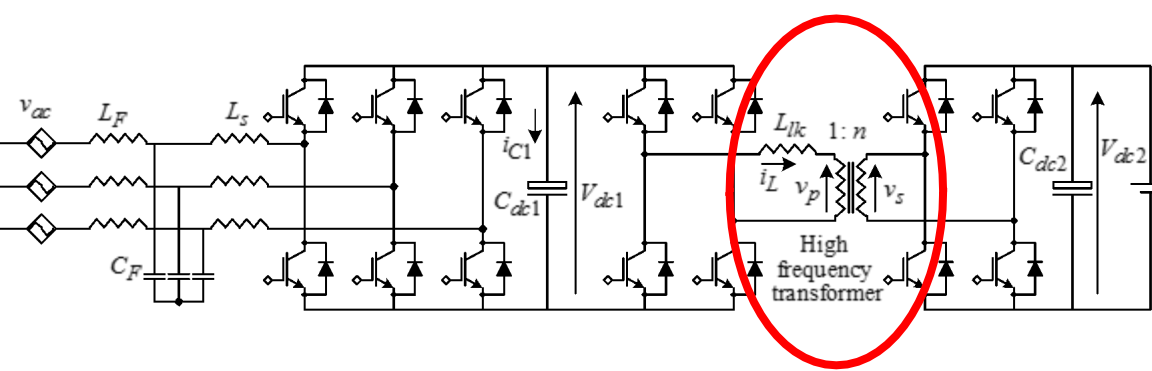 v_ac
L_F
L_s
C_F
i_C1
C_dc1
V_dc1
L_lk
1: n
i_L
v_p
v_s
High
frequency
transformer
C_dc2
V_dc2